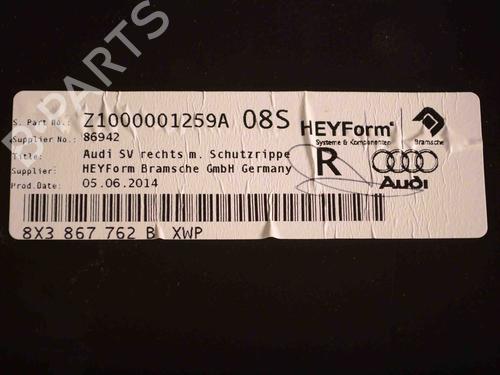 S. Part No.: Z1000001259A 08S
Supplier No.: 86942
Title: Audi SV rechts m. Schutzrippe
Supplier: HEYForm Bramsche GmbH Germany
Prod.Date: 05.06.2014
8X3 867 762 B XWP
HEYForm®
Systeme & Komponenten
Bramsche
R
Audi
B PARTS